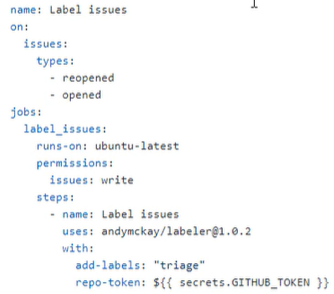 name: Label issues
on:
  issues:
    types:
      - reopened
      - opened
jobs:
  label_issues:
    runs-on: ubuntu-latest
    permissions:
      issues: write
    steps:
      - name: Label issues
        uses: andymckay/labeler@1.0.2
        with:
          add-labels: "triage"
          repo-token: ${{ secrets.GITHUB_TOKEN }}